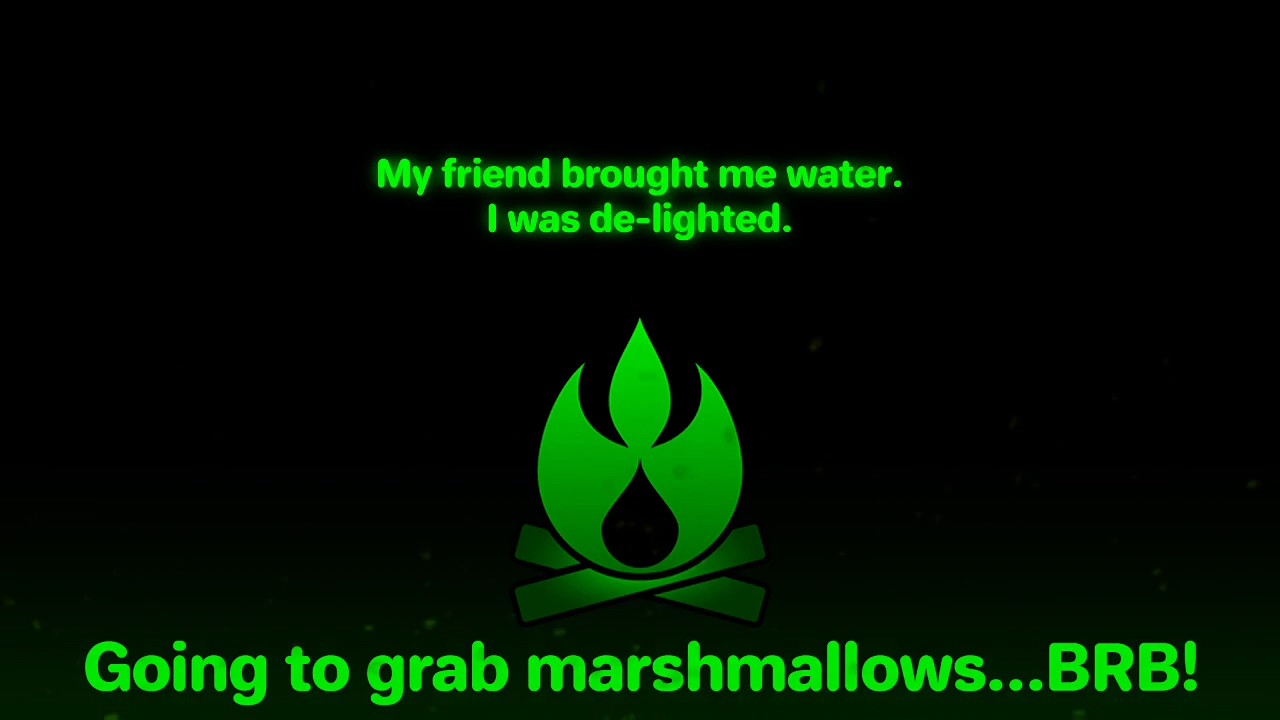 My friend brought me water.
I was de-lighted.
Going to grab marshmallows...BRB!